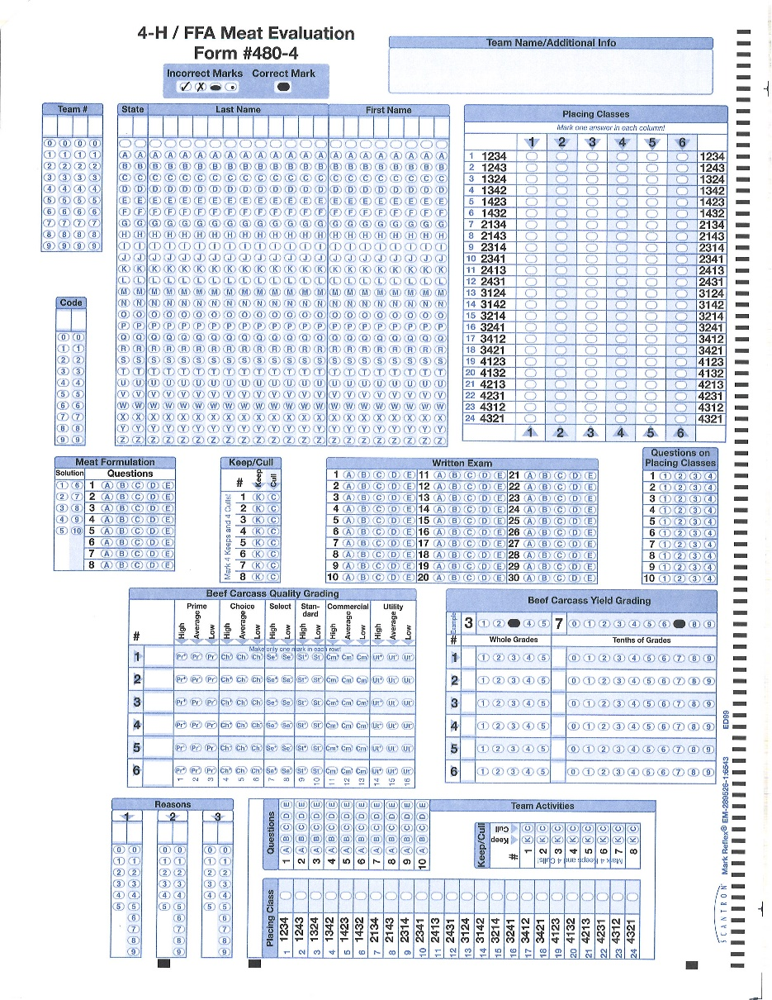 4-H / FFA Meat Evaluation
Form #480-4
Incorrect Marks Correct Mark
Team Name/Additional Info
Team #
0 0 0 0
1 1 1 1
2 2 2 2
3 3 3 3
4 4 4 4
5 5 5 5
6 6 6 6
7 7 7 7
8 8 8 8
9 9 9 9
Code
0 0
1 1
2 2
3 3
4 4
5 5
6 6
7 7
8 8
9 9
State Last Name First Name
A A A A A A A A A A A A A A A A A A A A A A
B B B B B B B B B B B B B B B B B B B B B B
C C C C C C C C C C C C C C C C C C C C C C
D D D D D D D D D D D D D D D D D D D D D D
E E E E E E E E E E E E E E E E E E E E E E
F F F F F F F F F F F F F F F F F F F F F F
G G G G G G G G G G G G G G G G G G G G G G
H H H H H H H H H H H H H H H H H H H H H H
I I I I I I I I I I I I I I I I I I I I I I
J J J J J J J J J J J J J J J J J J J J J J
K K K K K K K K K K K K K K K K K K K K K K
L L L L L L L L L L L L L L L L L L L L L L
M M M M M M M M M M M M M M M M M M M M M M
N N N N N N N N N N N N N N N N N N N N N N
O O O O O O O O O O O O O O O O O O O O O O
P P P P P P P P P P P P P P P P P P P P P P
Q Q Q Q Q Q Q Q Q Q Q Q Q Q Q Q Q Q Q Q Q Q
R R R R R R R R R R R R R R R R R R R R R R
S S S S S S S S S S S S S S S S S S S S S S
T T T T T T T T T T T T T T T T T T T T T T
U U U U U U U U U U U U U U U U U U U U U U
V V V V V V V V V V V V V V V V V V V V V V
W W W W W W W W W W W W W W W W W W W W W W
X X X X X X X X X X X X X X X X X X X X X X
Y Y Y Y Y Y Y Y Y Y Y Y Y Y Y Y Y Y Y Y Y Y
Z Z Z Z Z Z Z Z Z Z Z Z Z Z Z Z Z Z Z Z Z Z
Placing Classes
Mark one answer in each column!
1 2 3 4 5 6
1 1234 1234
2 1243 1243
3 1324 1324
4 1342 1342
5 1423 1423
6 1432 1432
7 2134 2134
8 2143 2143
9 2314 2314
10 2341 2341
11 2413 2413
12 2431 2431
13 3124 3124
14 3142 3142
15 3214 3214
16 3241 3241
17 3412 3412
18 3421 3421
19 4123 4123
20 4132 4132
21 4213 4213
22 4231 4231
23 4312 4312
24 4321 4321
1 2 3 4 5 6
Meat Formulation
Solution Questions
1 6 1 A B C D E
2 7 2 A B C D E
3 8 3 A B C D E
4 9 4 A B C D E
5 10 5 A B C D E
6 A B C D E
7 A B C D E
8 A B C D E
Keep/Cull
# Keep Cull
Mark 4 Keeps and 4 Culls!
1 K C
2 K C
3 K C
4 K C
5 K C
6 K C
7 K C
8 K C
Written Exam
1 A B C D E 11 A B C D E 21 A B C D E
2 A B C D E 12 A B C D E 22 A B C D E
3 A B C D E 13 A B C D E 23 A B C D E
4 A B C D E 14 A B C D E 24 A B C D E
5 A B C D E 15 A B C D E 25 A B C D E
6 A B C D E 16 A B C D E 26 A B C D E
7 A B C D E 17 A B C D E 27 A B C D E
8 A B C D E 18 A B C D E 28 A B C D E
9 A B C D E 19 A B C D E 29 A B C D E
10 A B C D E 20 A B C D E 30 A B C D E
Questions on
Placing Classes
1 1 2 3 4
2 1 2 3 4
3 1 2 3 4
4 1 2 3 4
5 1 2 3 4
6 1 2 3 4
7 1 2 3 4
8 1 2 3 4
9 1 2 3 4
10 1 2 3 4
Beef Carcass Quality Grading
Prime Choice Select Stan-dard Commercial Utility
# High Average Low High Average Low High Low High Low High Average Low High Average Low
Make only one mark in each row!
1 Pr+ Pr Pr- Ch+ Ch Ch- Se+ Se- St+ St- Cm+ Cm Cm- Ut+ Ut Ut-
2 Pr+ Pr Pr- Ch+ Ch Ch- Se+ Se- St+ St- Cm+ Cm Cm- Ut+ Ut Ut-
3 Pr+ Pr Pr- Ch+ Ch Ch- Se+ Se- St+ St- Cm+ Cm Cm- Ut+ Ut Ut-
4 Pr+ Pr Pr- Ch+ Ch Ch- Se+ Se- St+ St- Cm+ Cm Cm- Ut+ Ut Ut-
5 Pr+ Pr Pr- Ch+ Ch Ch- Se+ Se- St+ St- Cm+ Cm Cm- Ut+ Ut Ut-
6 Pr+ Pr Pr- Ch+ Ch Ch- Se+ Se- St+ St- Cm+ Cm Cm- Ut+ Ut Ut-
1 2 3 4 5 6 7 8 9 10 11 12 13 14 15 16
Beef Carcass Yield Grading
Example 3 1 2 4 5 7 0 1 2 3 4 5 6 8 9
# Whole Grades Tenths of Grades
1 1 2 3 4 5 0 1 2 3 4 5 6 7 8 9
2 1 2 3 4 5 0 1 2 3 4 5 6 7 8 9
3 1 2 3 4 5 0 1 2 3 4 5 6 7 8 9
4 1 2 3 4 5 0 1 2 3 4 5 6 7 8 9
5 1 2 3 4 5 0 1 2 3 4 5 6 7 8 9
6 1 2 3 4 5 0 1 2 3 4 5 6 7 8 9
Reasons
1 2 3
0 0 0 0 0 0
1 1 1 1 1 1
2 2 2 2 2 2
3 3 3 3 3 3
4 4 4 4 4 4
5 5 5 5 5 5
6 6 6
7 7 7
8 8 8
9 9 9
Team Activities
Questions
1 A B C D E
2 A B C D E
3 A B C D E
4 A B C D E
5 A B C D E
6 A B C D E
7 A B C D E
8 A B C D E
9 A B C D E
10 A B C D E
Keep/Cull
# Keep Cull
1 K C
2 K C
3 K C
4 K C
5 K C
6 K C
7 K C
8 K C
Mark 4 Keeps and 4 Culls!
Placing Class
1 1234
2 1243
3 1324
4 1342
5 1423
6 1432
7 2134
8 2143
9 2314
10 2341
11 2413
12 2431
13 3124
14 3142
15 3214
16 3241
17 3412
18 3421
19 4123
20 4132
21 4213
22 4231
23 4312
24 4321
SCANTRON Mark Reflex® EM-289526-1:6543 ED99